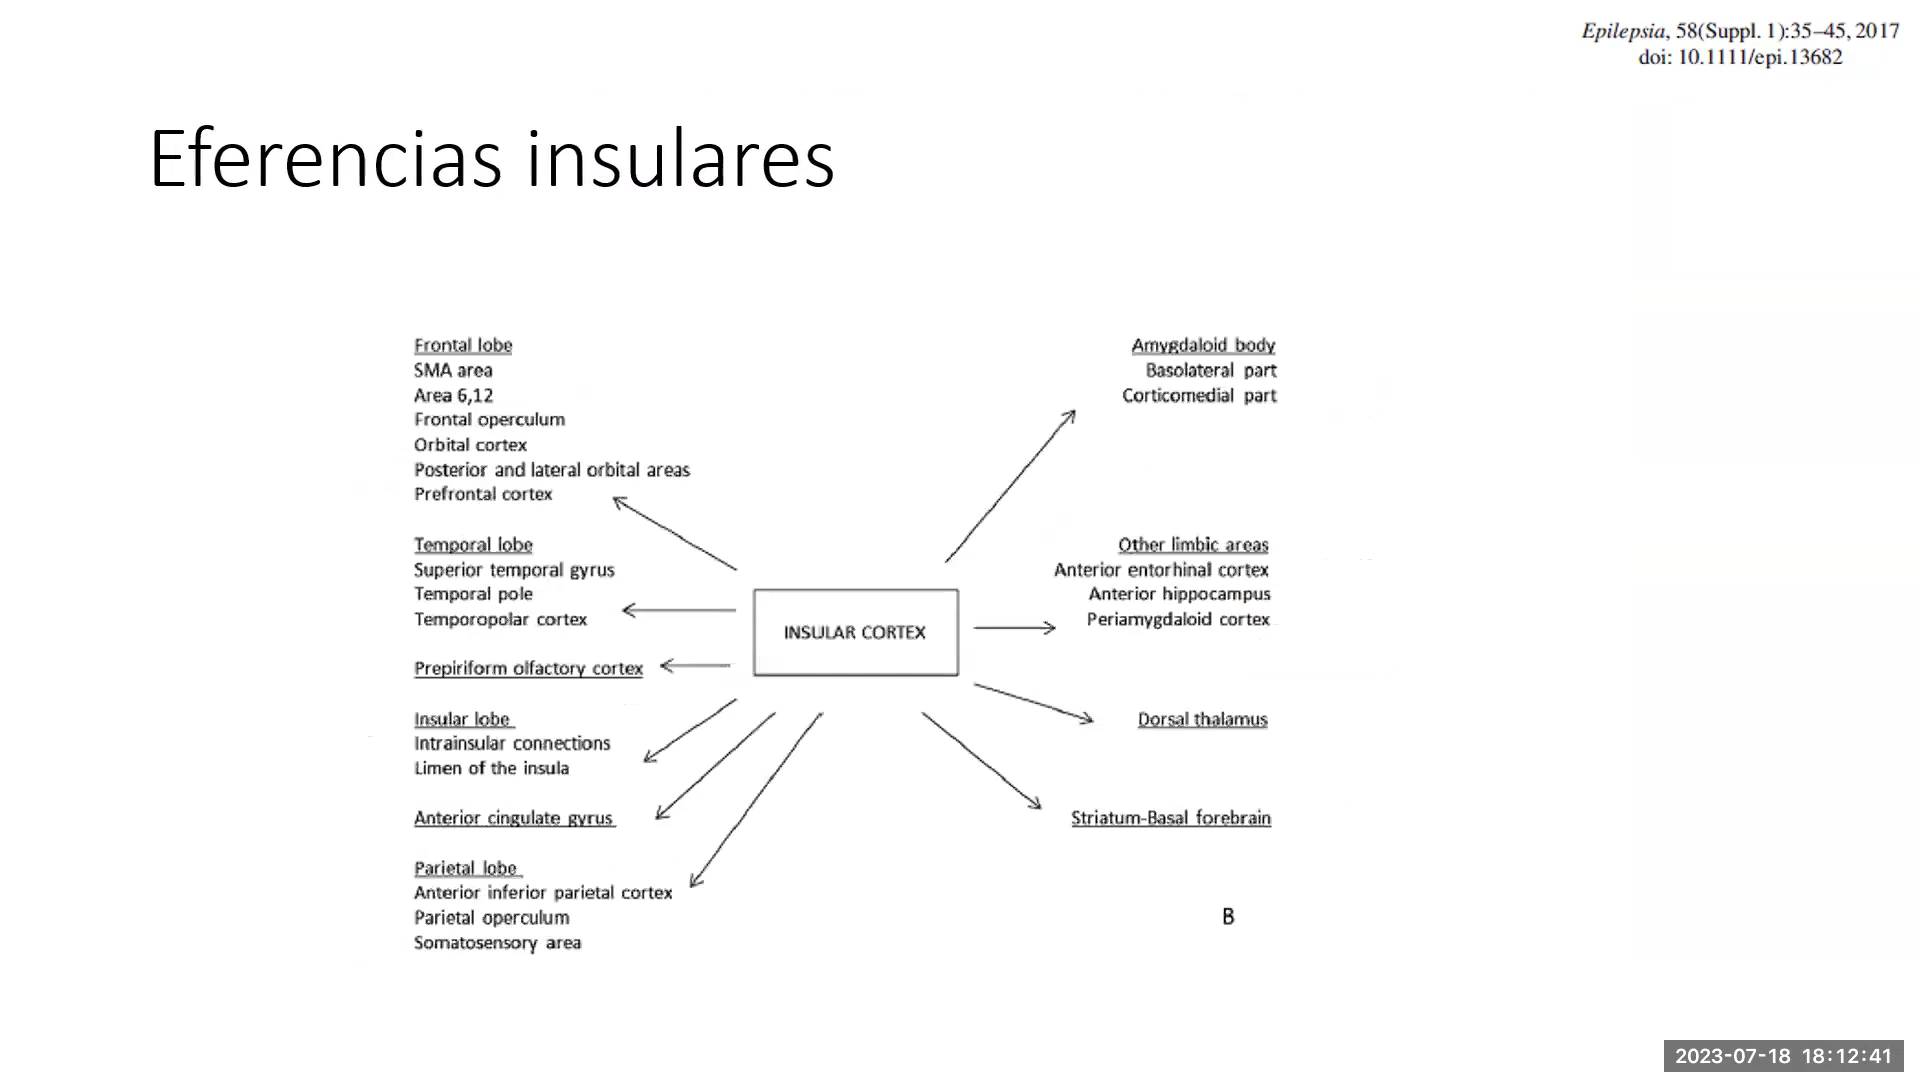 Epilepsia, 58(Suppl. 1):35–45, 2017
doi: 10.1111/epi.13682
Eferencias insulares
Frontal lobe
SMA area
Area 6,12
Frontal operculum
Orbital cortex
Posterior and lateral orbital areas
Prefrontal cortex
Temporal lobe
Superior temporal gyrus
Temporal pole
Temporopolar cortex
Prepiriform olfactory cortex
Insular lobe
Intrainsular connections
Limen of the insula
Anterior cingulate gyrus
Parietal lobe
Anterior inferior parietal cortex
Parietal operculum
Somatosensory area
INSULAR CORTEX
Amygdaloid body
Basolateral part
Corticomedial part
Other limbic areas
Anterior entorhinal cortex
Anterior hippocampus
Periamygdaloid cortex
Dorsal thalamus
Striatum-Basal forebrain
B
2023-07-18 18:12:41